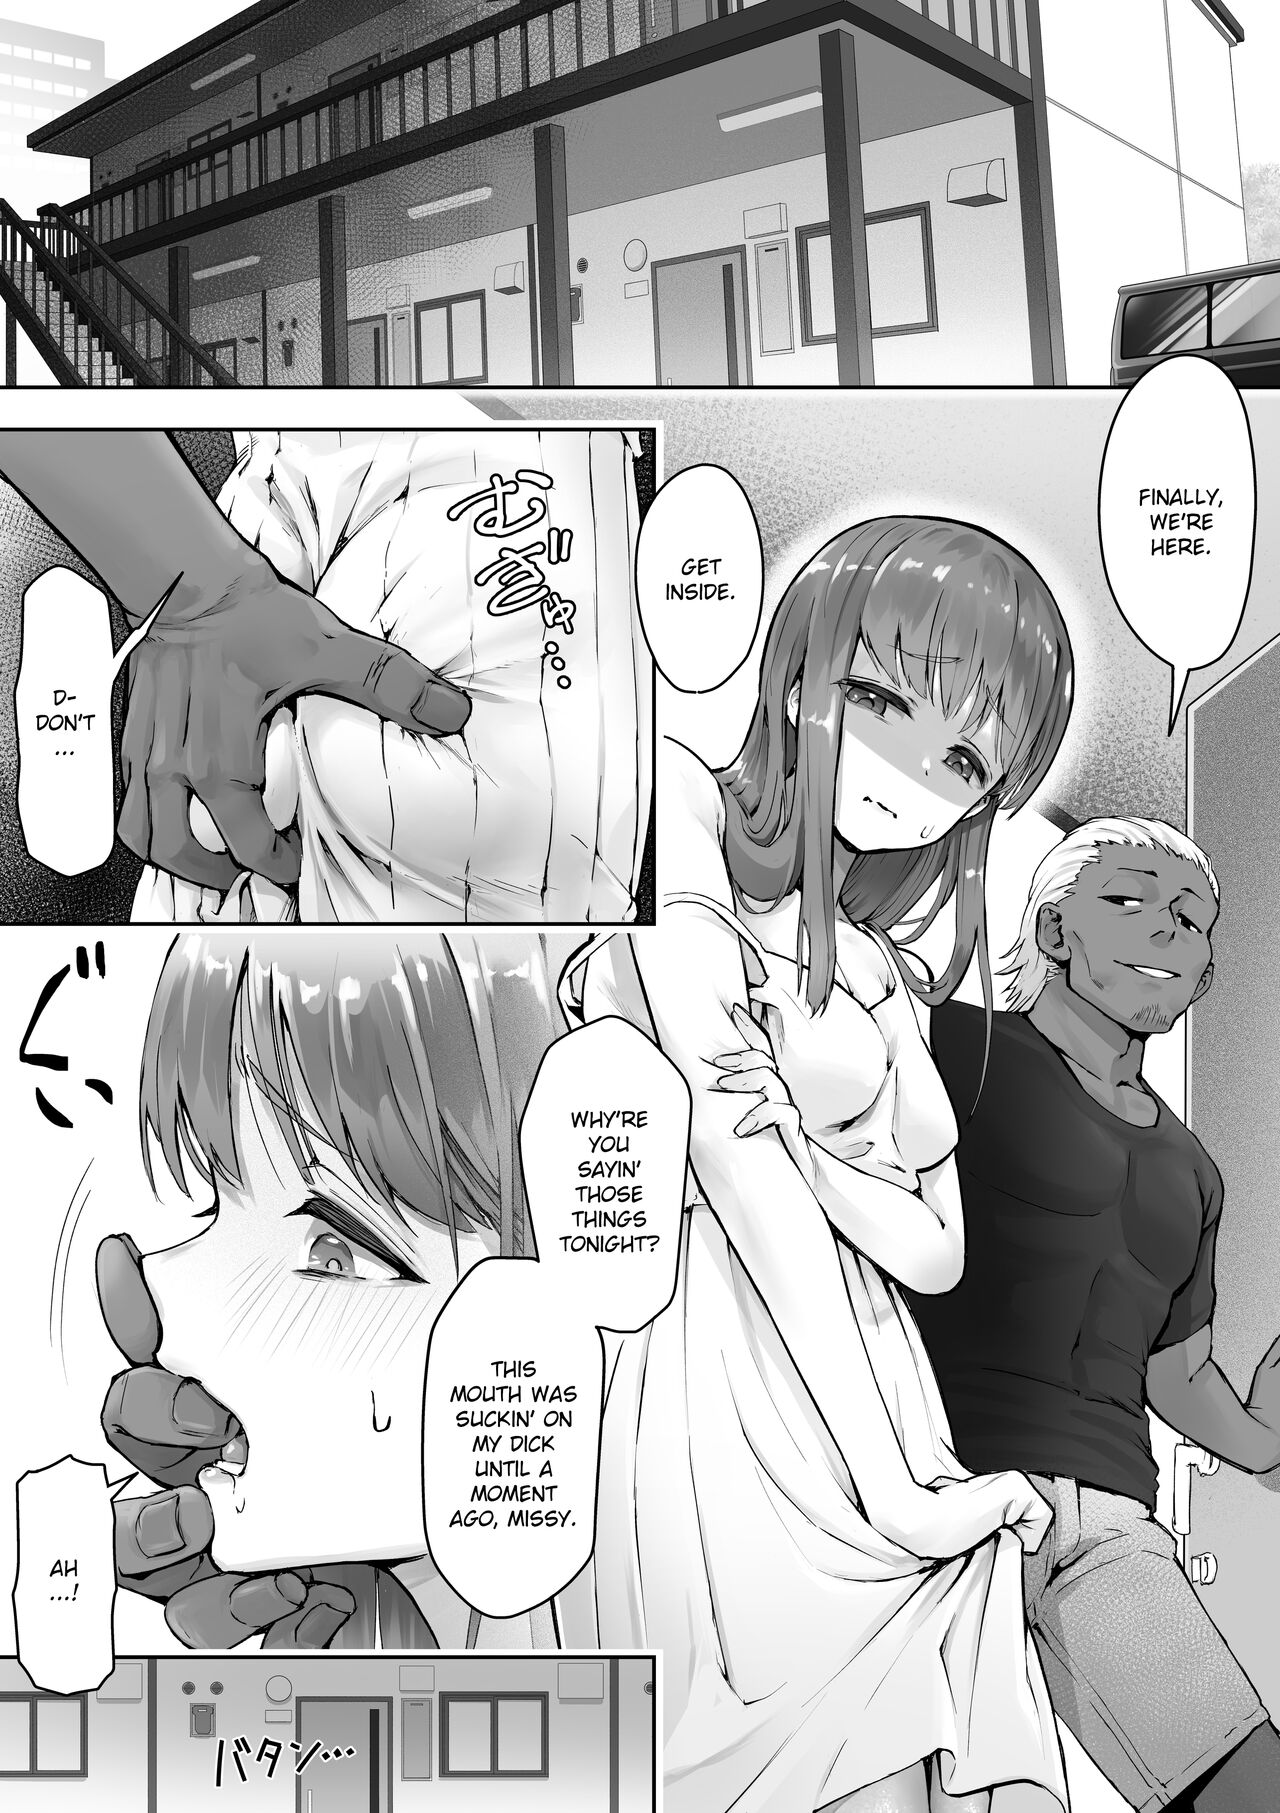 FINALLY,
WE'RE
HERE.
GET
INSIDE.
むぎゅ…
D-
DON'T
...
ぐい
WHY'RE
YOU
SAYIN'
THOSE
THINGS
TONIGHT?
THIS
MOUTH WAS
SUCKIN' ON
MY DICK
UNTIL A
MOMENT
AGO, MISSY.
AH
...!
バタン…